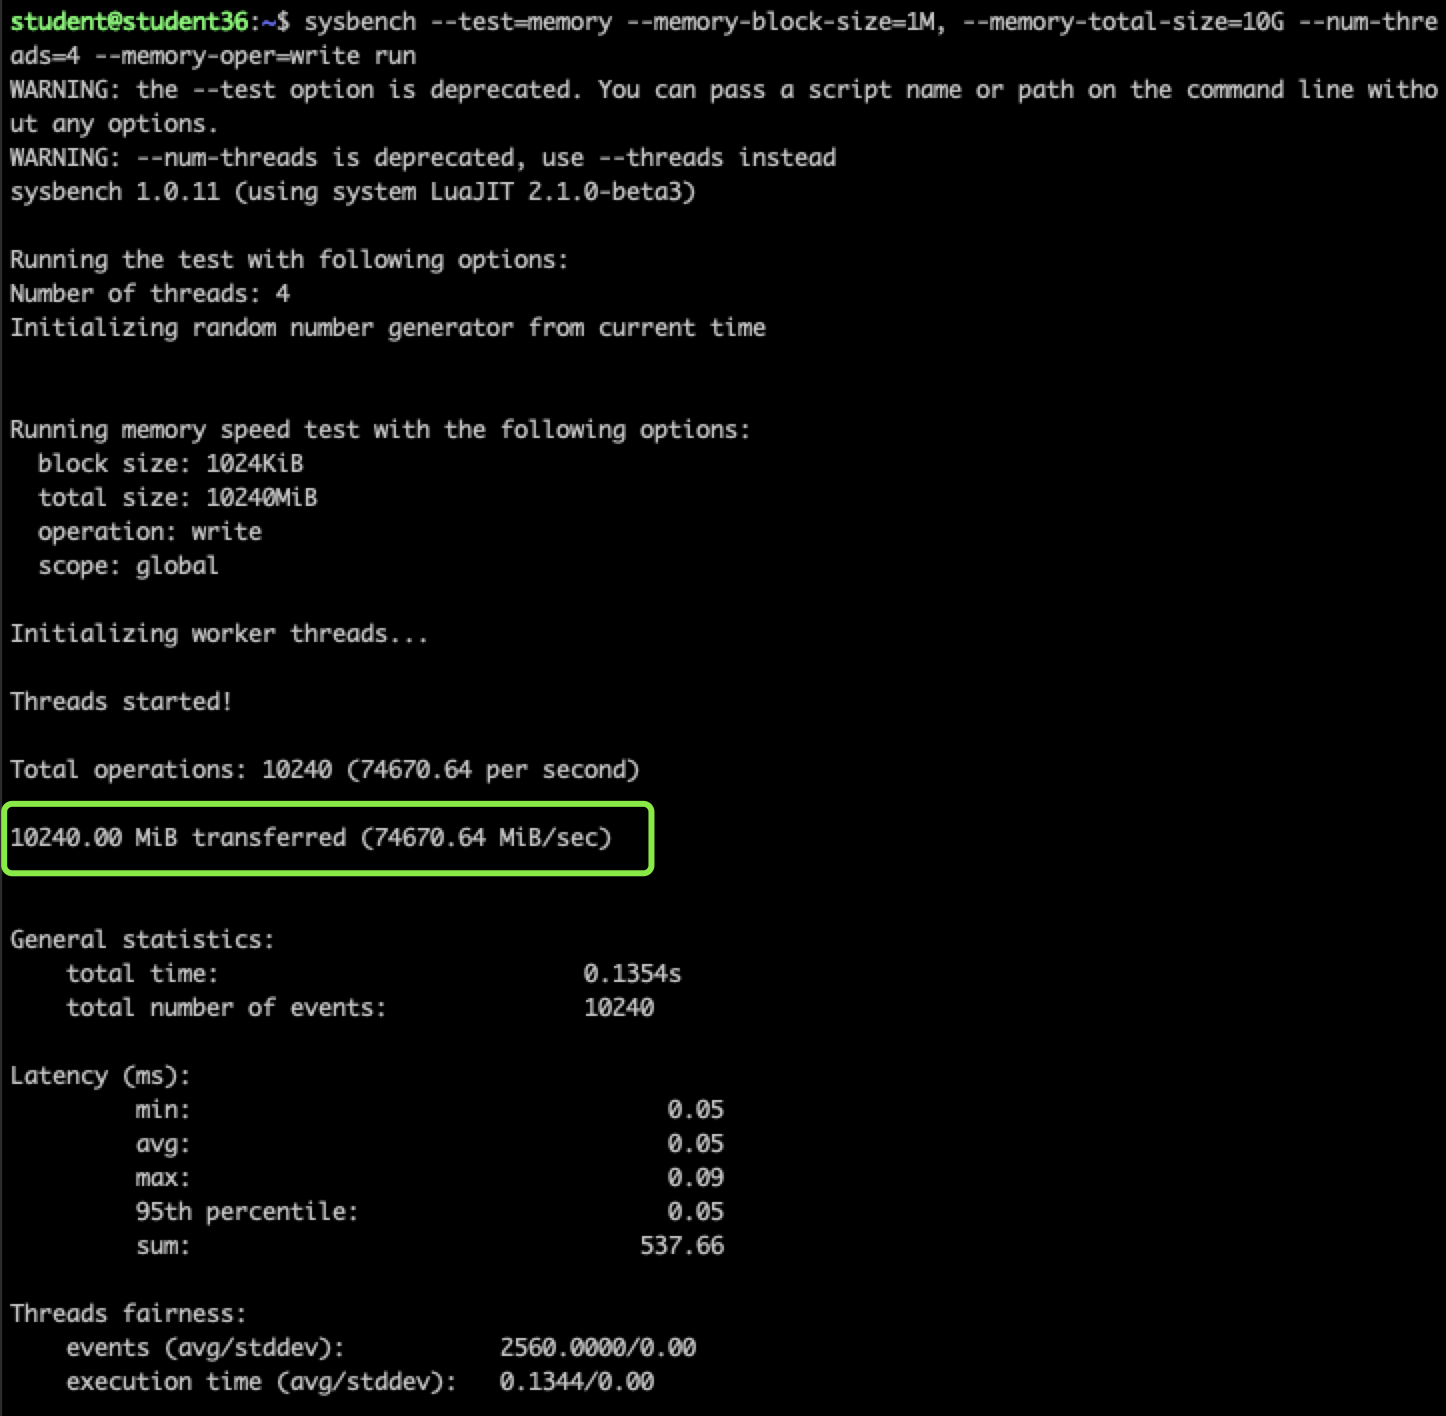 student@student36:~$ sysbench --test=memory --memory-block-size=1M, --memory-total-size=10G --num-thre
ads=4 --memory-oper=write run
WARNING: the --test option is deprecated. You can pass a script name or path on the command line witho
ut any options.
WARNING: --num-threads is deprecated, use --threads instead
sysbench 1.0.11 (using system LuaJIT 2.1.0-beta3)
Running the test with following options:
Number of threads: 4
Initializing random number generator from current time
Running memory speed test with the following options:
block size: 1024KiB
total size: 10240MiB
operation: write
scope: global
Initializing worker threads...
Threads started!
Total operations: 10240 (74670.64 per second)
10240.00 MiB transferred (74670.64 MiB/sec)
General statistics:
total time: 0.1354s
total number of events: 10240
Latency (ms):
min: 0.05
avg: 0.05
max: 0.09
95th percentile: 0.05
sum: 537.66
Threads fairness:
events (avg/stddev): 2560.0000/0.00
execution time (avg/stddev): 0.1344/0.00